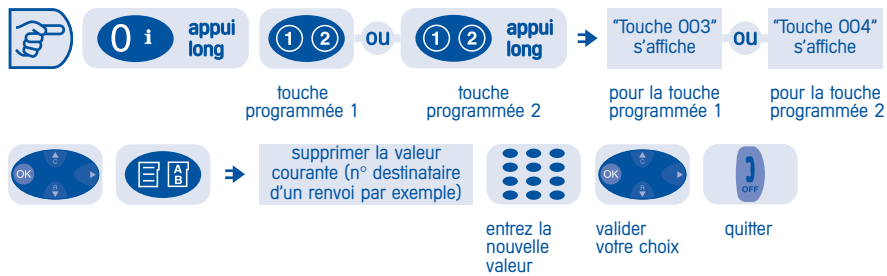 0 i appui long 1 2 ou 1 2 appui long "Touche 003" s'affiche ou "Touche 004" s'affiche
touche programmée 1
touche programmée 2
pour la touche programmée 1
pour la touche programmée 2
OK C R
A B
supprimer la valeur
courante (n° destinataire
d'un renvoi par exemple)
OK C R
OFF
entrez la
nouvelle
valeur
valider
votre choix
quitter